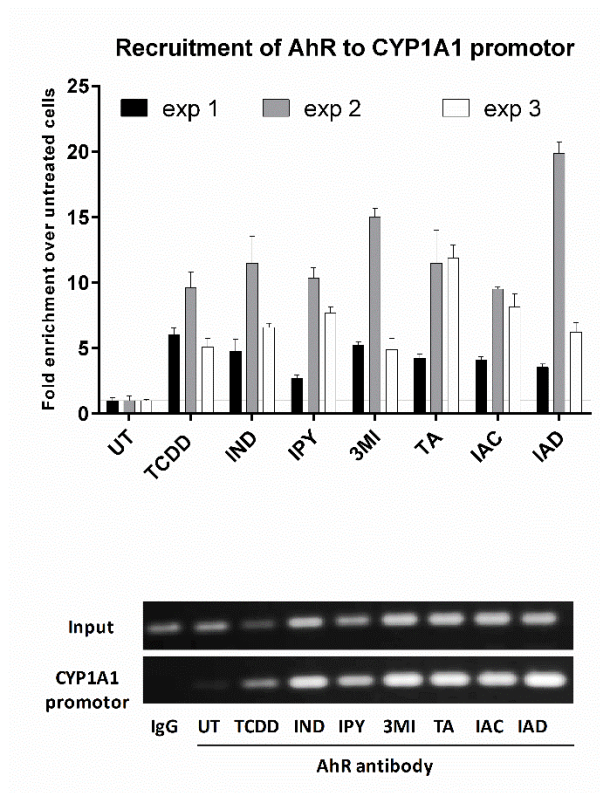 Recruitment of AhR to CYP1A1 promotor
Fold enrichment over untreated cells
25
20
15
10
5
0
exp 1 exp 2 exp 3
UT TCDD IND IPY 3MI TA IAC IAD
Input
CYP1A1
promotor
IgG UT TCDD IND IPY 3MI TA IAC IAD
AhR antibody